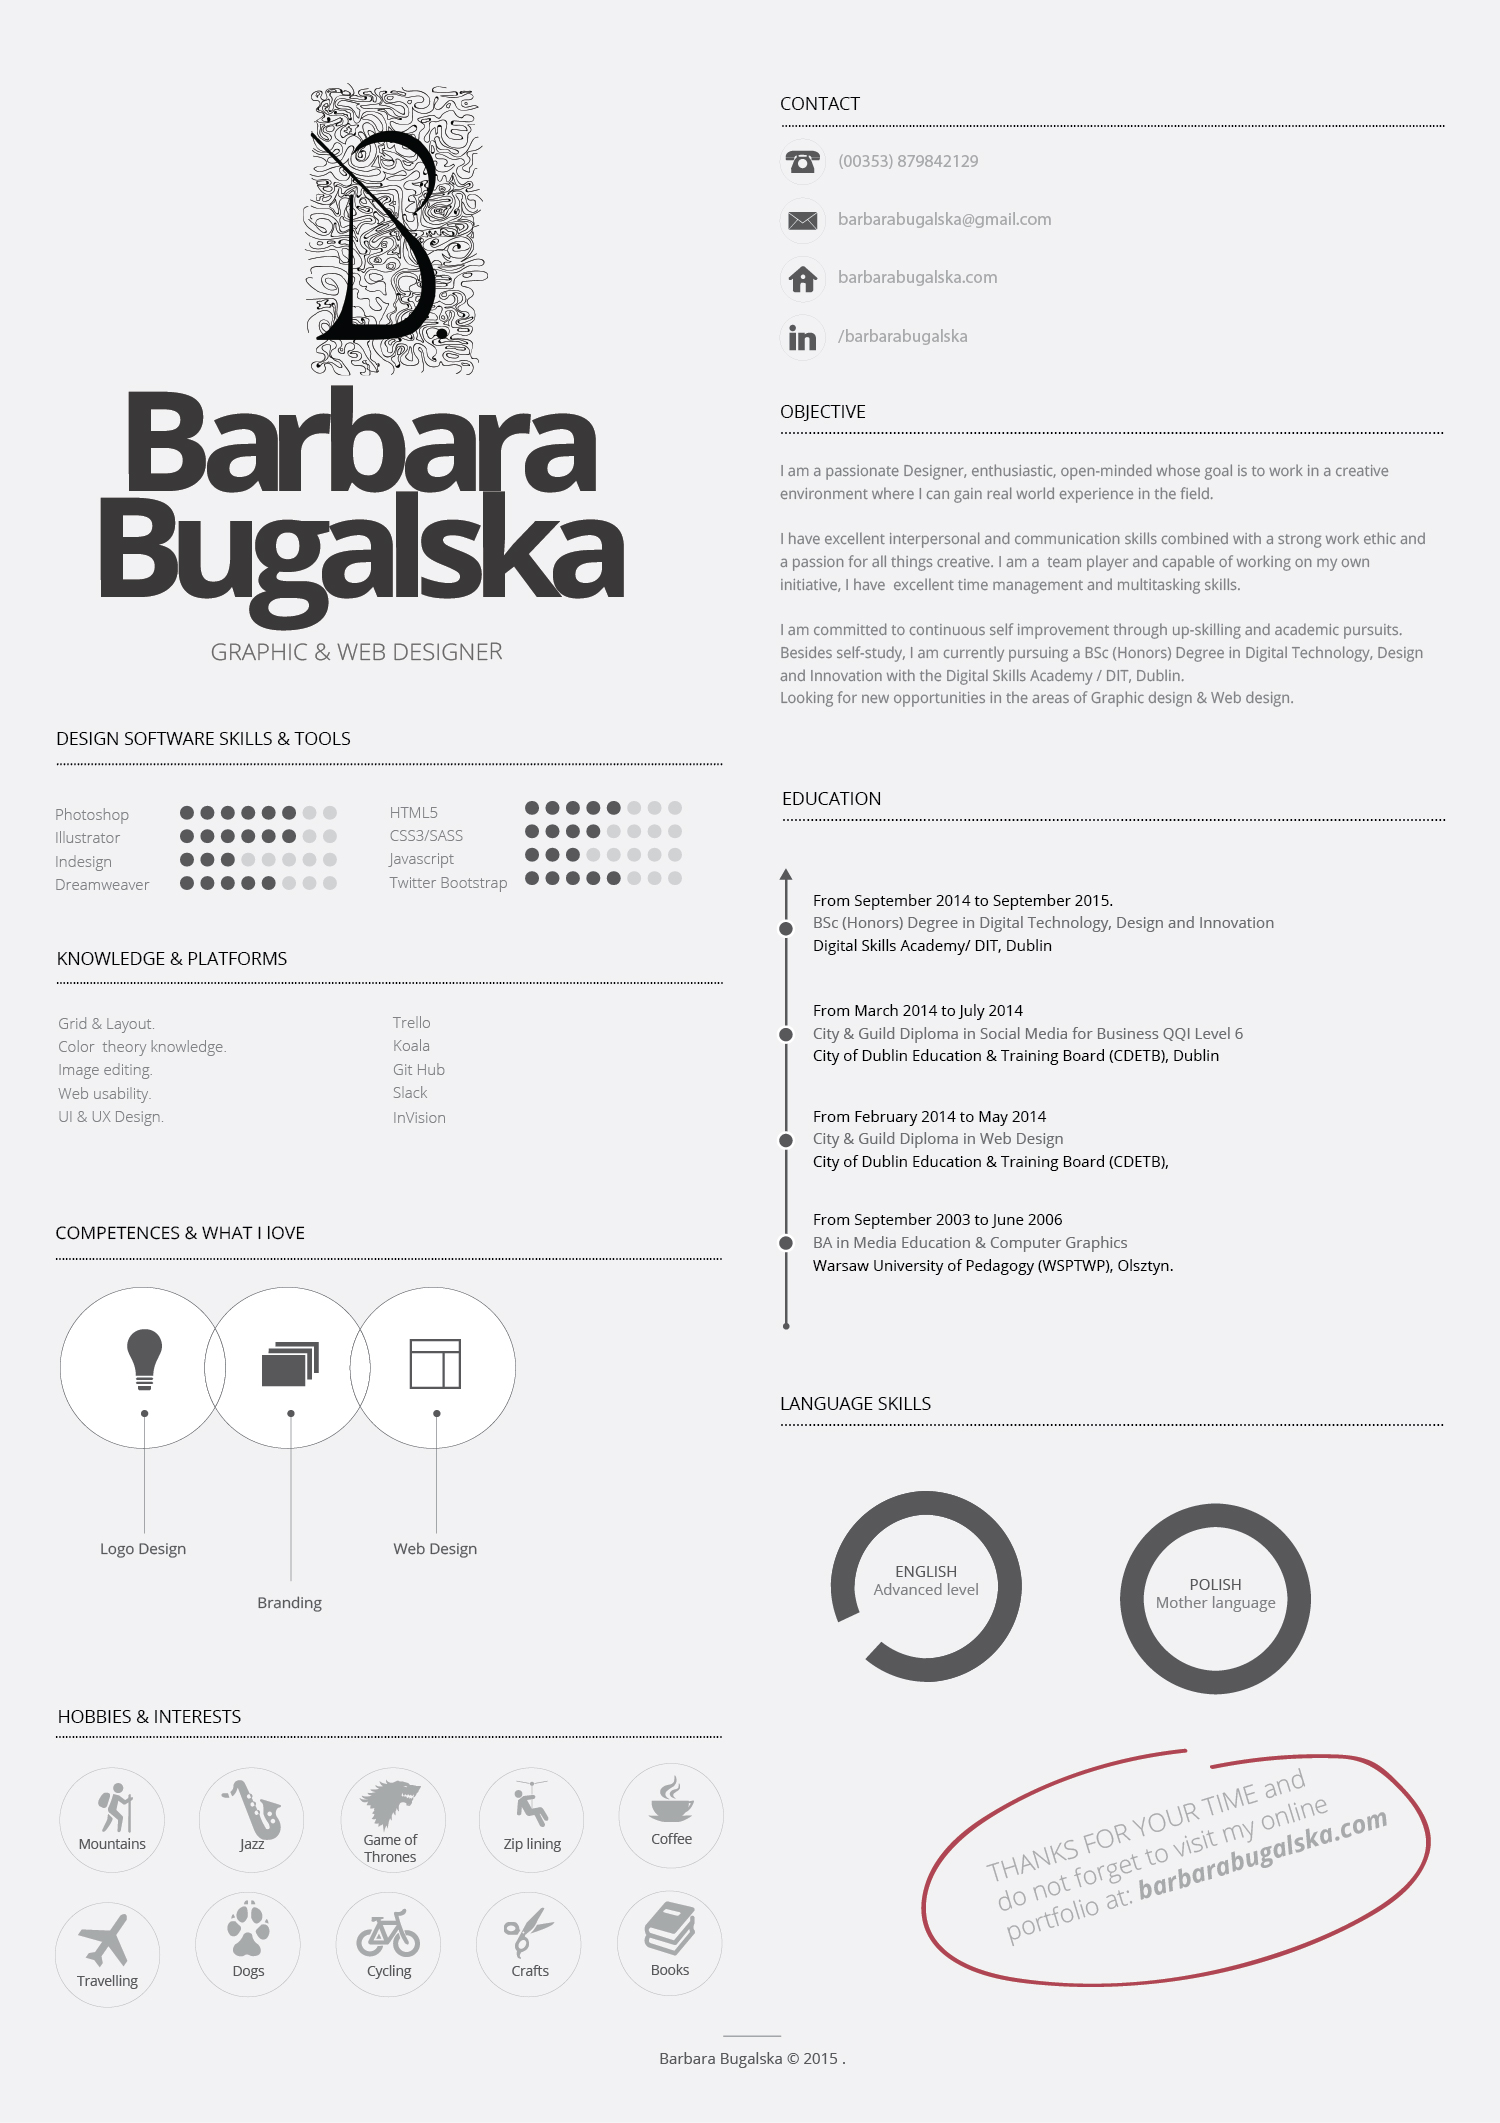 B.
Barbara
Bugalska
GRAPHIC & WEB DESIGNER
DESIGN SOFTWARE SKILLS & TOOLS
Photoshop
Illustrator
Indesign
Dreamweaver
HTML5
CSS3/SASS
Javascript
Twitter Bootstrap
KNOWLEDGE & PLATFORMS
Grid & Layout.
Color  theory knowledge.
Image editing.
Web usability.
UI & UX Design.
Trello
Koala
Git Hub
Slack
InVision
COMPETENCES & WHAT I lOVE
Logo Design
Branding
Web Design
HOBBIES & INTERESTS
Mountains
Jazz
Game of
Thrones
Zip lining
Coffee
Travelling
Dogs
Cycling
Crafts
Books
CONTACT
(00353) 879842129
barbarabugalska@gmail.com
barbarabugalska.com
in /barbarabugalska
OBJECTIVE
I am a passionate Designer, enthusiastic, open-minded whose goal is to work in a creative
environment where I can gain real world experience in the field.
I have excellent interpersonal and communication skills combined with a strong work ethic and
a passion for all things creative. I am a  team player and capable of working on my own
initiative, I have  excellent time management and multitasking skills.
I am committed to continuous self improvement through up-skilling and academic pursuits.
Besides self-study, I am currently pursuing a BSc (Honors) Degree in Digital Technology, Design
and Innovation with the Digital Skills Academy / DIT, Dublin.
Looking for new opportunities in the areas of Graphic design & Web design.
EDUCATION
From September 2014 to September 2015.
BSc (Honors) Degree in Digital Technology, Design and Innovation
Digital Skills Academy/ DIT, Dublin
From March 2014 to July 2014
City & Guild Diploma in Social Media for Business QQI Level 6
City of Dublin Education & Training Board (CDETB), Dublin
From February 2014 to May 2014
City & Guild Diploma in Web Design
City of Dublin Education & Training Board (CDETB),
From September 2003 to June 2006
BA in Media Education & Computer Graphics
Warsaw University of Pedagogy (WSPTWP), Olsztyn.
LANGUAGE SKILLS
ENGLISH
Advanced level
POLISH
Mother language
THANKS FOR YOUR TIME and
do not forget to visit my online
portfolio at: barbarabugalska.com
Barbara Bugalska © 2015 .